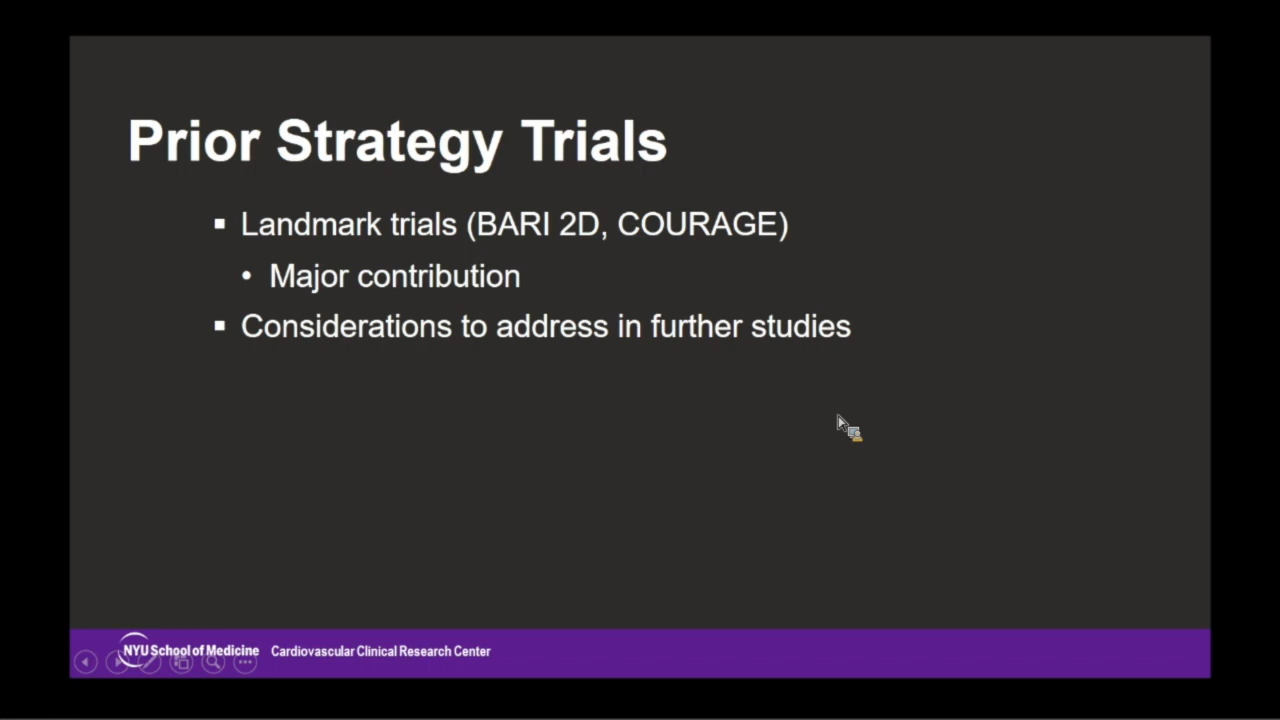 Prior Strategy Trials
▪ Landmark trials (BARI 2D, COURAGE)
• Major contribution
▪ Considerations to address in further studies
NYU School of Medicine Cardiovascular Clinical Research Center